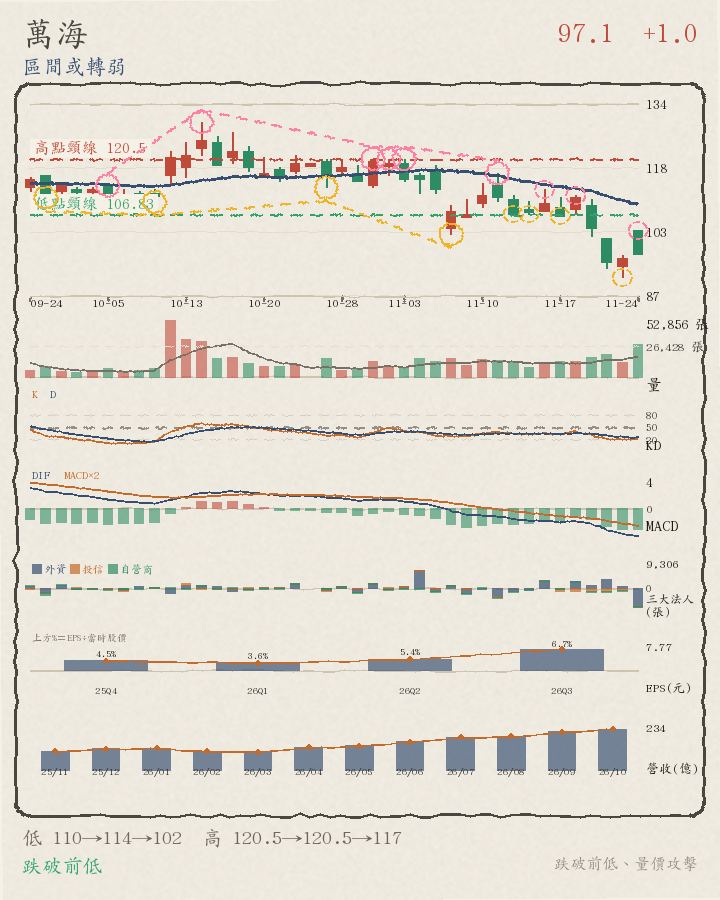 萬海
97.1 +1.0
區間或轉弱
134
高點頸線 120.5
118
低點頸線 106.83
103
87
09-24 10-05 10-13 10-20 10-28 11-03 11-10 11-17 11-24
52,856 張
26,428 張
量
K D
80
50
20
KD
DIF MACD×2
4
0
MACD
外資 投信 自營商
9,306
0
三大法人
(張)
上方%=EPS÷當時股價
4.5% 3.6% 5.4% 6.7%
7.77
25Q4 26Q1 26Q2 26Q3
EPS(元)
234
25/11 25/12 26/01 26/02 26/03 26/04 26/05 26/06 26/07 26/08 26/09 26/10
營收(億)
低 110→114→102 高 120.5→120.5→117
跌破前低
跌破前低、量價攻擊